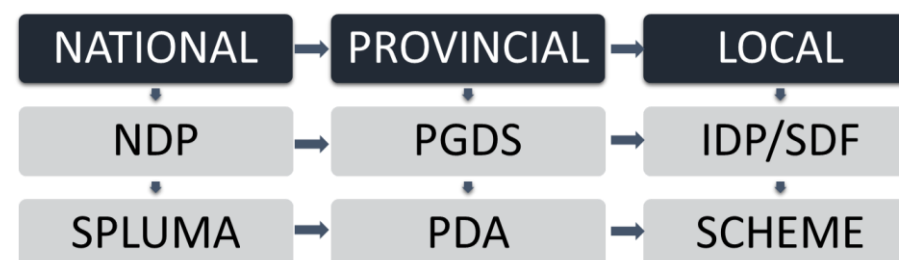 NATIONAL PROVINCIAL LOCAL
NDP PGDS IDP/SDF
SPLUMA PDA SCHEME